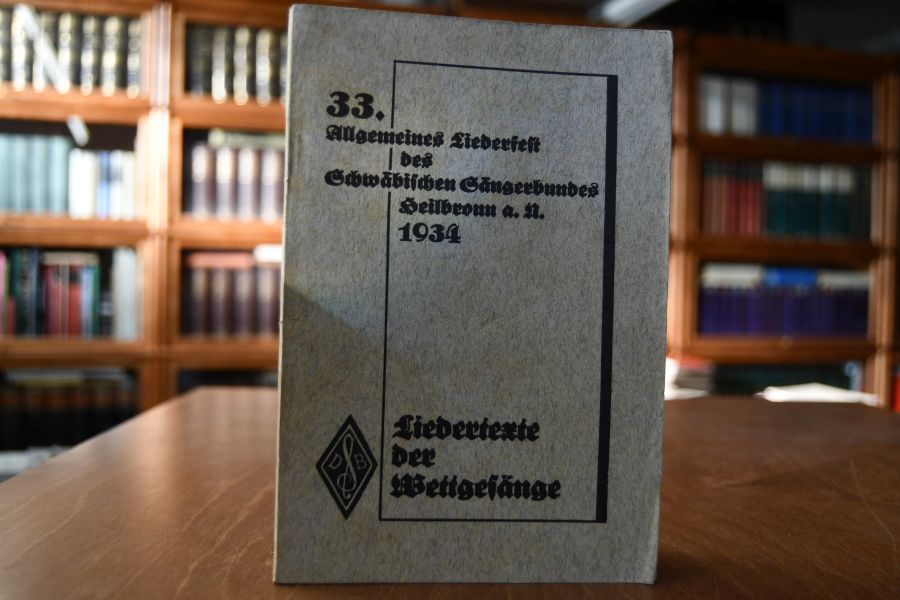 33.
Allgemeines Liederfest
des
Schwäbischen Sängerbundes
Heilbronn a. N.
1934
Liedertexte
der
Wettgesänge
D S B